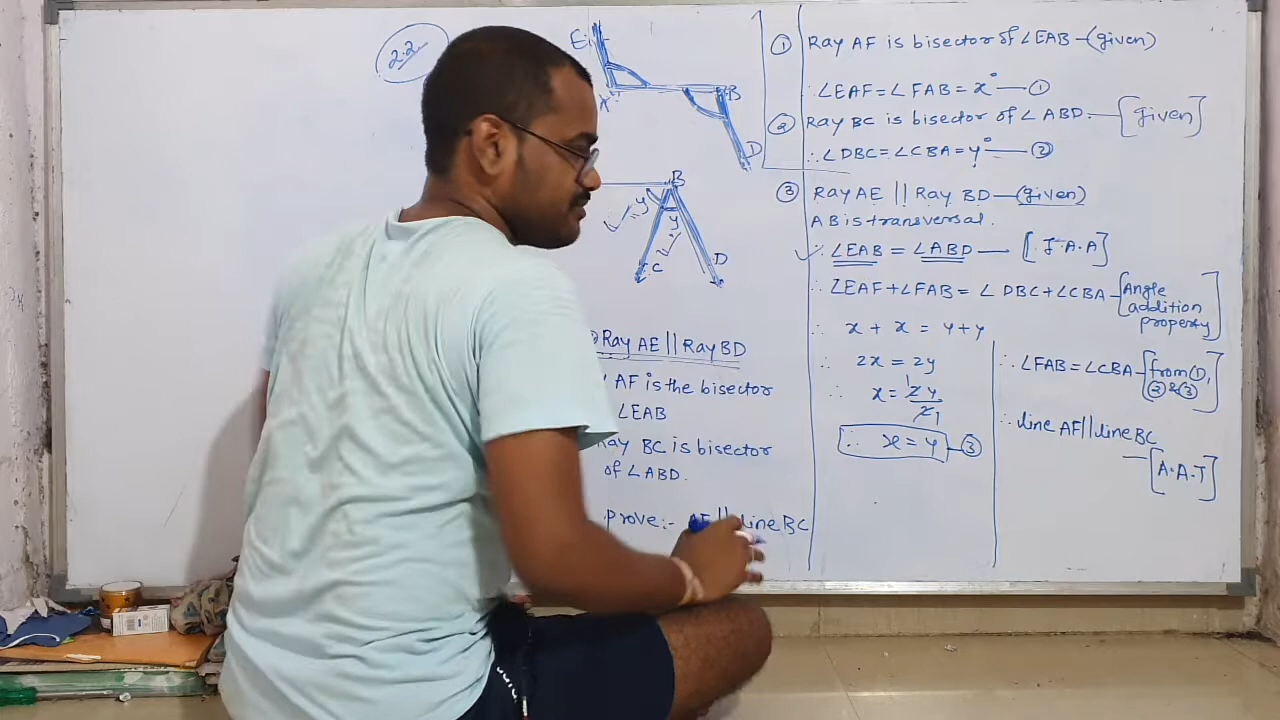 2.2
E
A
B
D
B
y
y
C
D
Ray AE || Ray BD
AF is the bisector
∠EAB
Ray BC is bisector
of ∠ABD.
prove:- AF || line BC
① Ray AF is bisector of ∠EAB -(given)
∴ ∠EAF = ∠FAB = x° — ①
② Ray BC is bisector of ∠ABD. — [given]
∴ ∠DBC = ∠CBA = y° — ②
③ Ray AE || Ray BD -(given)
AB is transversal.
∴ ∠EAB = ∠ABD — [I·A·A]
∴ ∠EAF + ∠FAB = ∠DBC + ∠CBA - [Angle
addition
property]
∴ x + x = y + y
∴ 2x = 2y
∴ x = 2y/2
∴ x = y — ③
∴ ∠FAB = ∠CBA - [from ①,
② & ③]
∴ line AF || line BC
— [A·A·T]